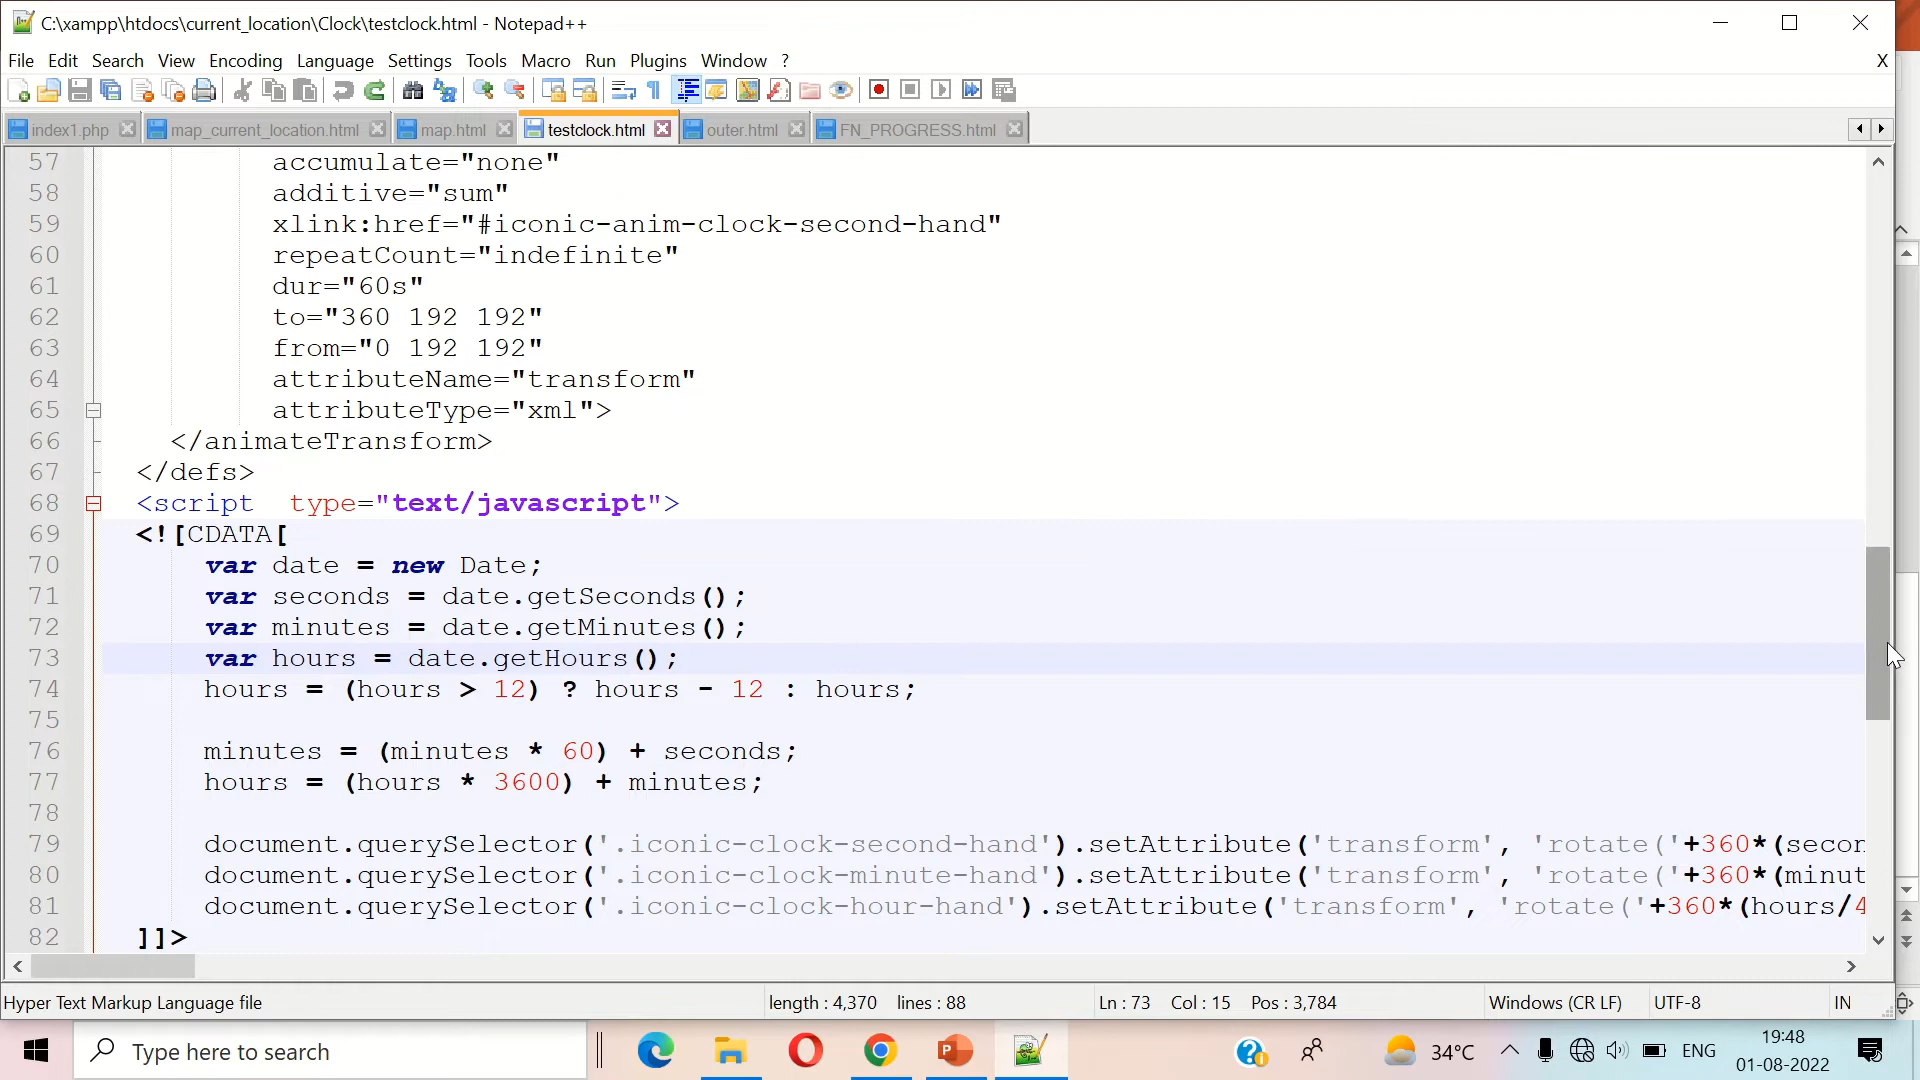 C:\xampp\htdocs\current_location\Clock\testclock.html - Notepad++
File Edit Search View Encoding Language Settings Tools Macro Run Plugins Window ? X
index1.php map_current_location.html map.html testclock.html outer.html FN_PROGRESS.html
57 accumulate="none"
58 additive="sum"
59 xlink:href="#iconic-anim-clock-second-hand"
60 repeatCount="indefinite"
61 dur="60s"
62 to="360 192 192"
63 from="0 192 192"
64 attributeName="transform"
65 attributeType="xml">
66 </animateTransform>
67 </defs>
68 <script  type="text/javascript">
69 <![CDATA[
70 var date = new Date;
71 var seconds = date.getSeconds();
72 var minutes = date.getMinutes();
73 var hours = date.getHours();
74 hours = (hours > 12) ? hours - 12 : hours;
75
76 minutes = (minutes * 60) + seconds;
77 hours = (hours * 3600) + minutes;
78
79 document.querySelector('.iconic-clock-second-hand').setAttribute('transform', 'rotate('+360*(secon
80 document.querySelector('.iconic-clock-minute-hand').setAttribute('transform', 'rotate('+360*(minut
81 document.querySelector('.iconic-clock-hour-hand').setAttribute('transform', 'rotate('+360*(hours/4
82 ]]>
Hyper Text Markup Language file length : 4,370 lines : 88 Ln : 73 Col : 15 Pos : 3,784 Windows (CR LF) UTF-8 IN
Type here to search 34°C ENG 19:48
01-08-2022